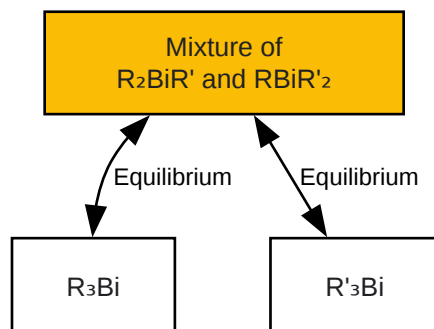 Mixture of
R₂BiR' and RBiR'₂
Equilibrium
Equilibrium
R₃Bi
R'₃Bi